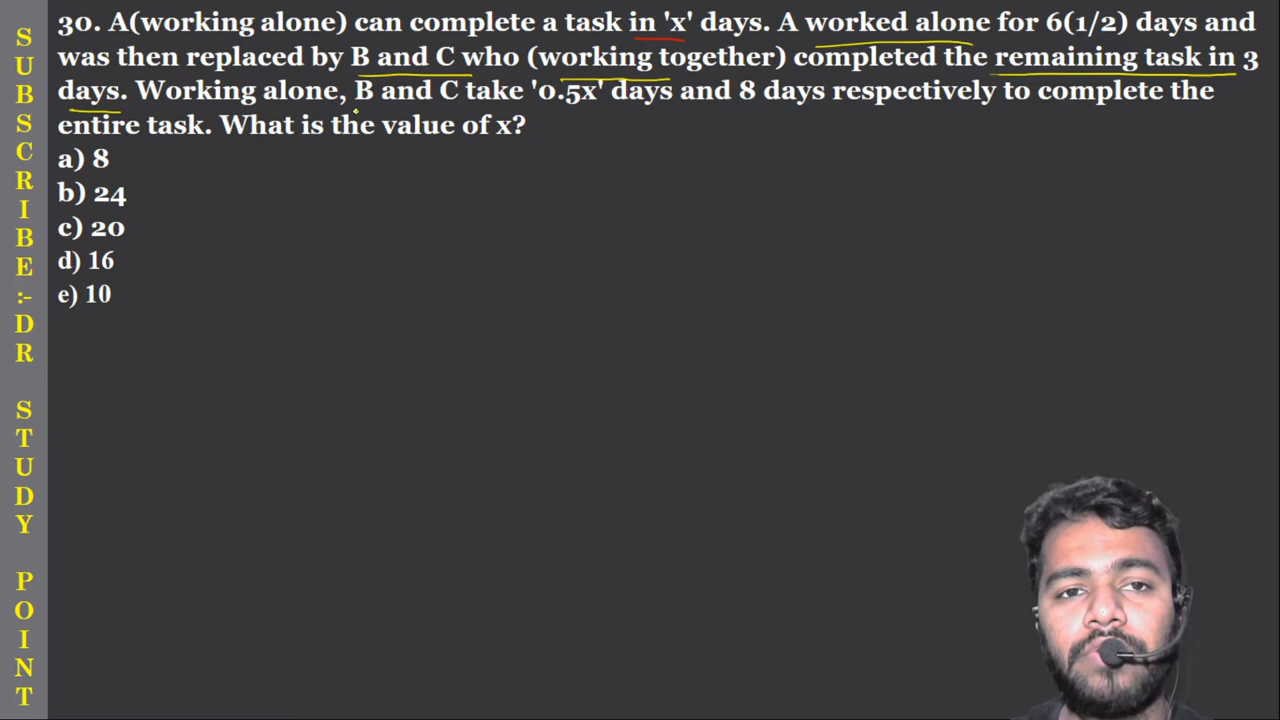 SUBSCRIBE:-DR STUDY POINT
30. A(working alone) can complete a task in 'x' days. A worked alone for 6(1/2) days and
was then replaced by B and C who (working together) completed the remaining task in 3
days. Working alone, B and C take '0.5x' days and 8 days respectively to complete the
entire task. What is the value of x?
a) 8
b) 24
c) 20
d) 16
e) 10